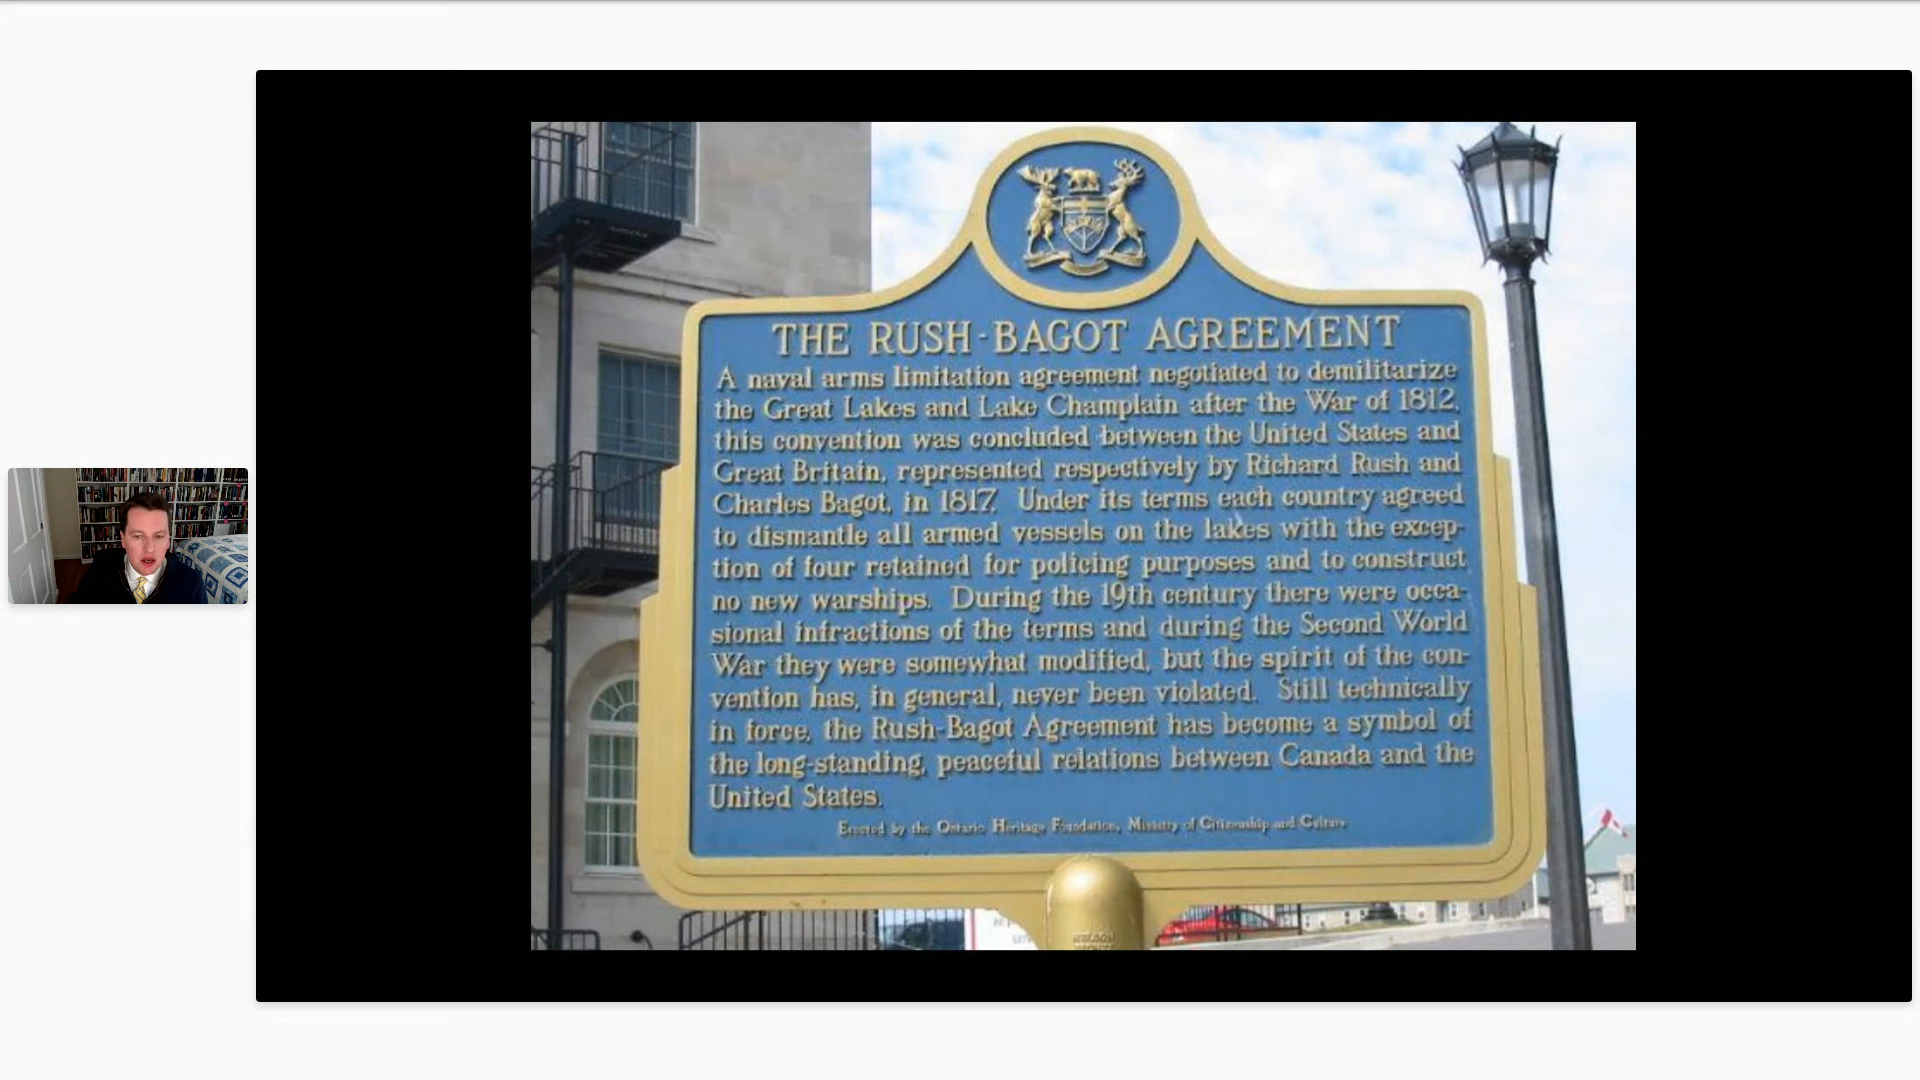 THE RUSH-BAGOT AGREEMENT
A naval arms limitation agreement negotiated to demilitarize
the Great Lakes and Lake Champlain after the War of 1812,
this convention was concluded between the United States and
Great Britain, represented respectively by Richard Rush and
Charles Bagot, in 1817. Under its terms each country agreed
to dismantle all armed vessels on the lakes with the excep-
tion of four retained for policing purposes and to construct
no new warships. During the 19th century there were occa-
sional infractions of the terms and during the Second World
War they were somewhat modified, but the spirit of the con-
vention has, in general, never been violated. Still technically
in force, the Rush-Bagot Agreement has become a symbol of
the long-standing, peaceful relations between Canada and the
United States.
Erected by the Ontario Heritage Foundation, Ministry of Citizenship and Culture